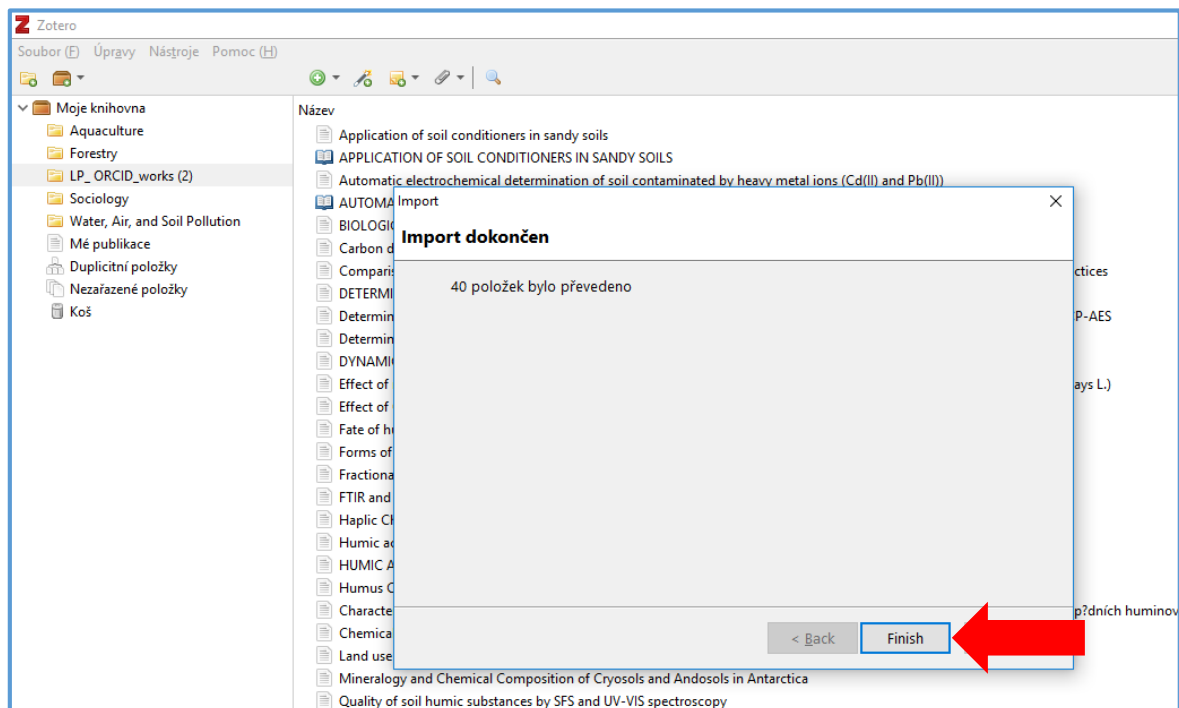 Zotero
Soubor (F) Úpravy Nástroje Pomoc (H)
Moje knihovna
Aquaculture
Forestry
LP_ ORCID_works (2)
Sociology
Water, Air, and Soil Pollution
Mé publikace
Duplicitní položky
Nezařazené položky
Koš
Název
Application of soil conditioners in sandy soils
APPLICATION OF SOIL CONDITIONERS IN SANDY SOILS
Automatic electrochemical determination of soil contaminated by heavy metal ions (Cd(II) and Pb(II))
AUTOMA
BIOLOGI
Carbon d
Comparis ctices
DETERMI
Determin P-AES
Determin
DYNAMI
Effect of ays L.)
Effect of
Fate of h
Forms of
Fractiona
FTIR and
Haplic Ch
Humic a
HUMIC A
Humus C
Characte p?dních huminov
Chemica
Land use
Mineralogy and Chemical Composition of Cryosols and Andosols in Antarctica
Quality of soil humic substances by SFS and UV-VIS spectroscopy
Import
Import dokončen
40 položek bylo převedeno
< Back Finish